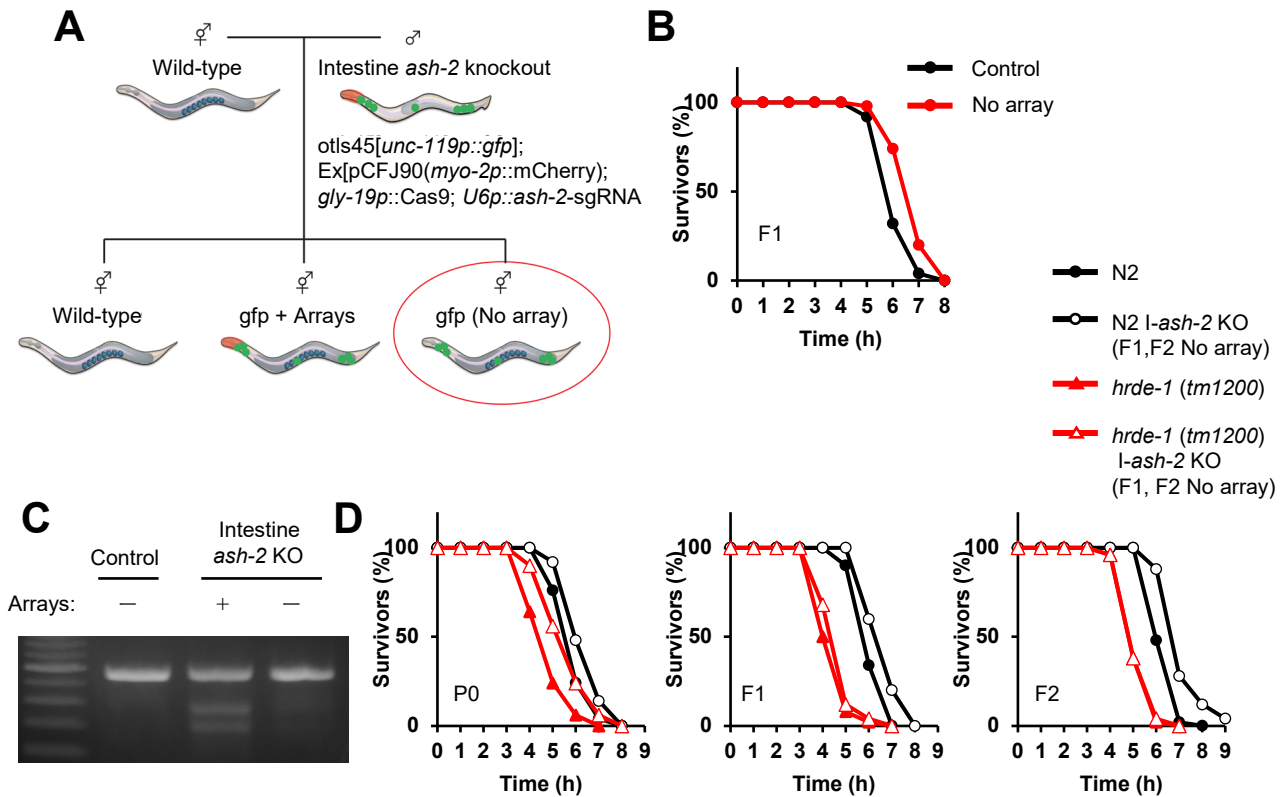 A
⚥
♂
Wild-type
Intestine ash-2 knockout
otIs45[unc-119p::gfp];
Ex[pCFJ90(myo-2p::mCherry);
gly-19p::Cas9; U6p::ash-2-sgRNA
⚥
⚥
⚥
Wild-type
gfp + Arrays
gfp (No array)
B
Control
No array
Survivors (%)
100
50
0
F1
0 1 2 3 4 5 6 7 8
Time (h)
N2
N2 I-ash-2 KO
(F1,F2 No array)
hrde-1 (tm1200)
hrde-1 (tm1200)
I-ash-2 KO
(F1, F2 No array)
C
Control
Intestine
ash-2 KO
Arrays: − + −
D
Survivors (%)
100
50
0
P0
0 1 2 3 4 5 6 7 8 9
Time (h)
Survivors (%)
100
50
0
F1
0 1 2 3 4 5 6 7 8 9
Time (h)
Survivors (%)
100
50
0
F2
0 1 2 3 4 5 6 7 8 9
Time (h)